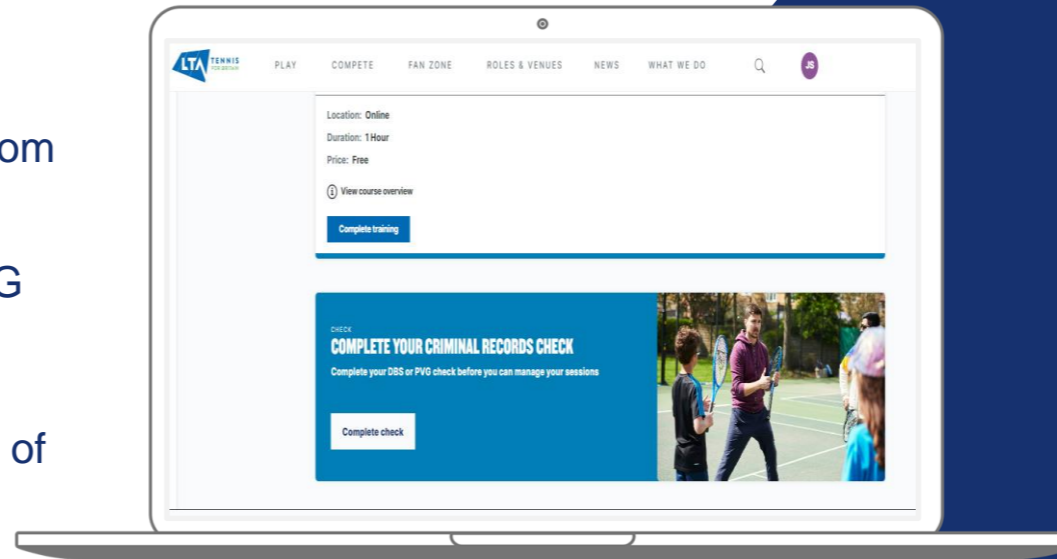 LTA TENNIS
FOR BRITAIN
PLAY COMPETE FAN ZONE ROLES & VENUES NEWS WHAT WE DO JS
Location: Online
Duration: 1 Hour
Price: Free
i View course overview
Complete training
CHECK
COMPLETE YOUR CRIMINAL RECORDS CHECK
Complete your DBS or PVG check before you can manage your sessions
Complete check
om
G
of